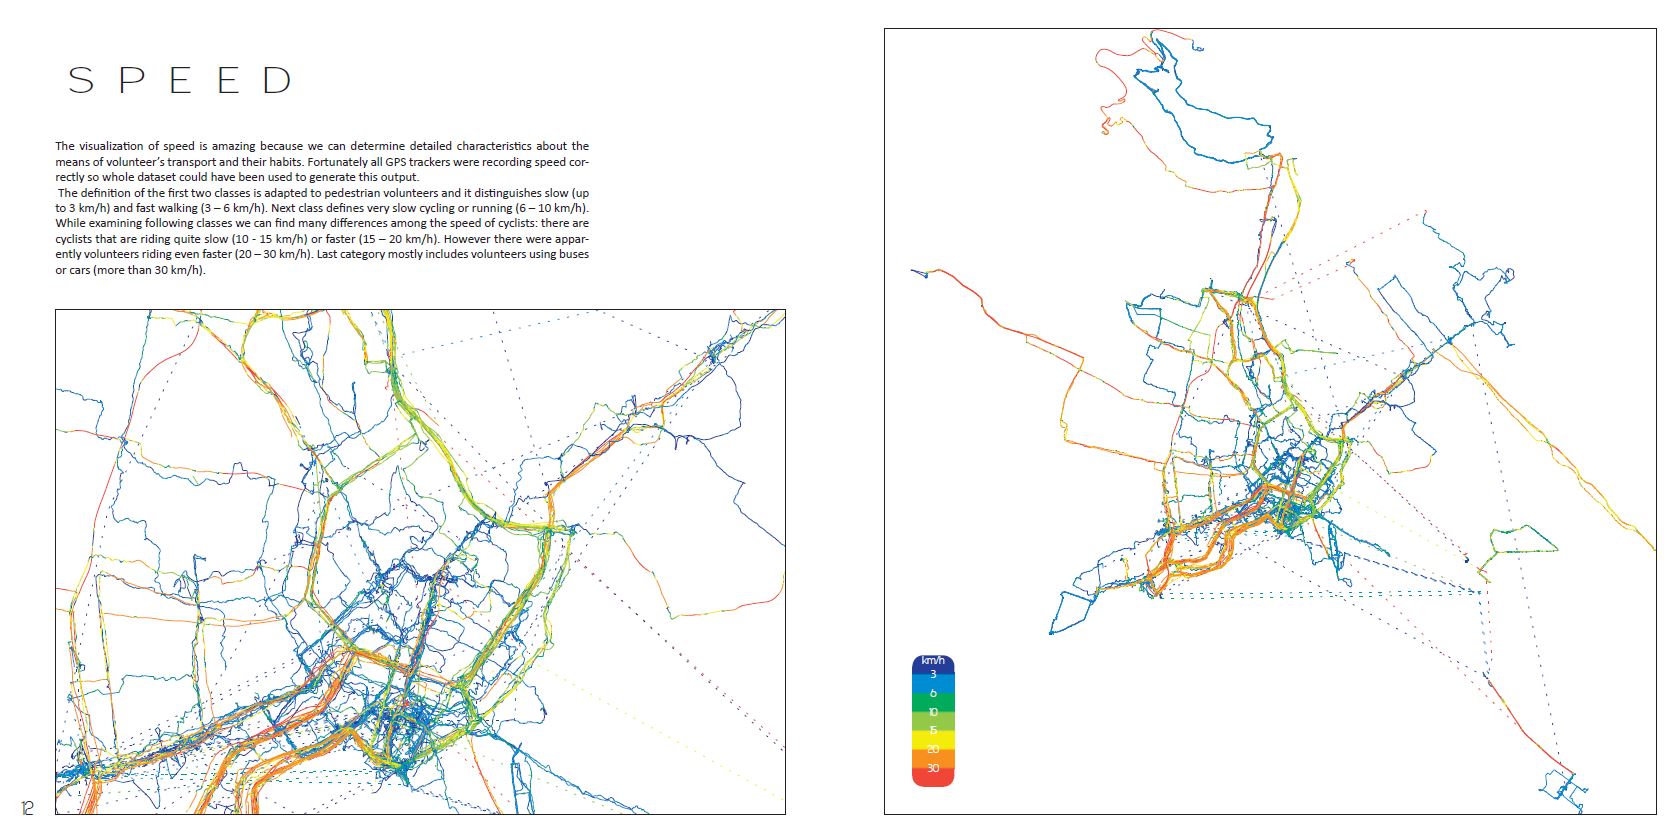 SPEED
The visualization of speed is amazing because we can determine detailed characteristics about the
means of volunteer's transport and their habits. Fortunately all GPS trackers were recording speed cor-
rectly so whole dataset could have been used to generate this output.
The definition of the first two classes is adapted to pedestrian volunteers and it distinguishes slow (up
to 3 km/h) and fast walking (3 – 6 km/h). Next class defines very slow cycling or running (6 – 10 km/h).
While examining following classes we can find many differences among the speed of cyclists: there are
cyclists that are riding quite slow (10 - 15 km/h) or faster (15 – 20 km/h). However there were appar-
ently volunteers riding even faster (20 – 30 km/h). Last category mostly includes volunteers using buses
or cars (more than 30 km/h).
12
km/h
3
6
10
15
20
30